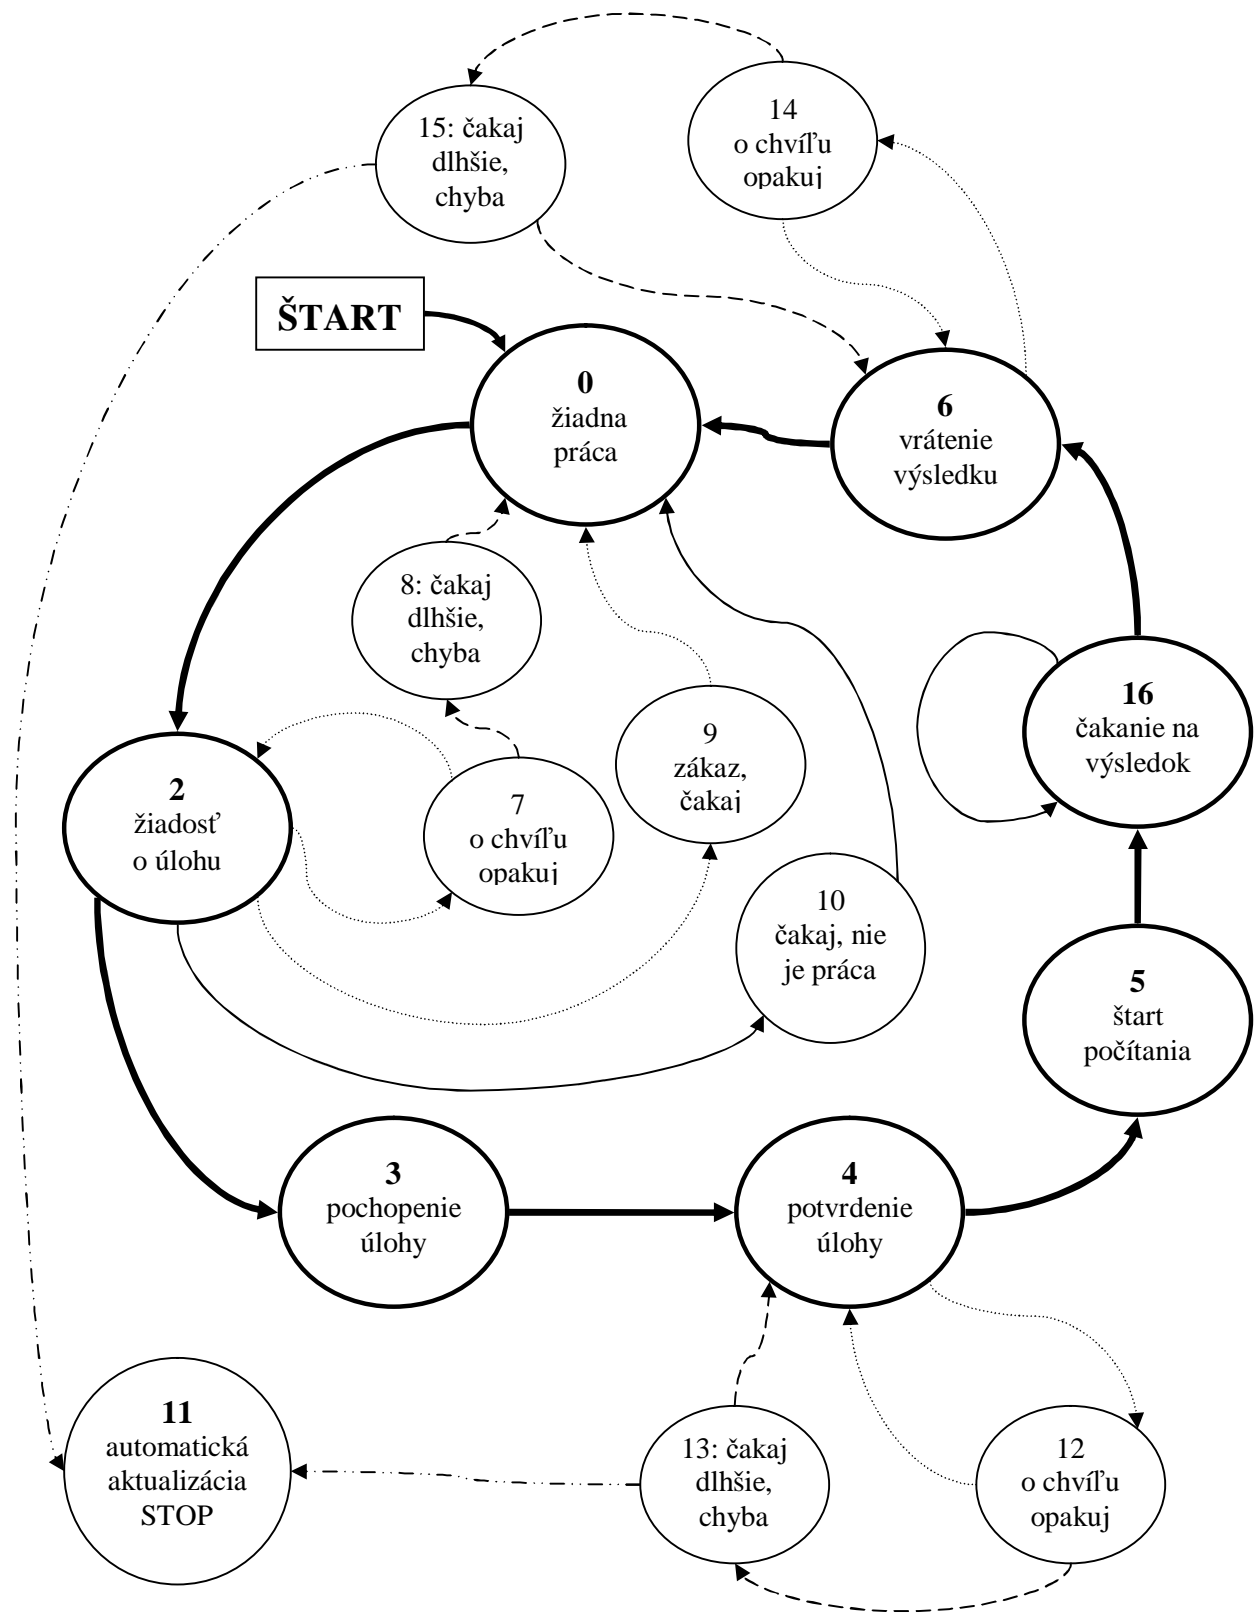 14
o chvíľu
opakuj
15: čakaj
dlhšie,
chyba
ŠTART
0
žiadna
práca
6
vrátenie
výsledku
8: čakaj
dlhšie,
chyba
16
čakanie na
výsledok
9
zákaz,
čakaj
2
žiadosť
o úlohu
7
o chvíľu
opakuj
10
čakaj, nie
je práca
5
štart
počítania
3
pochopenie
úlohy
4
potvrdenie
úlohy
11
automatická
aktualizácia
STOP
13: čakaj
dlhšie,
chyba
12
o chvíľu
opakuj